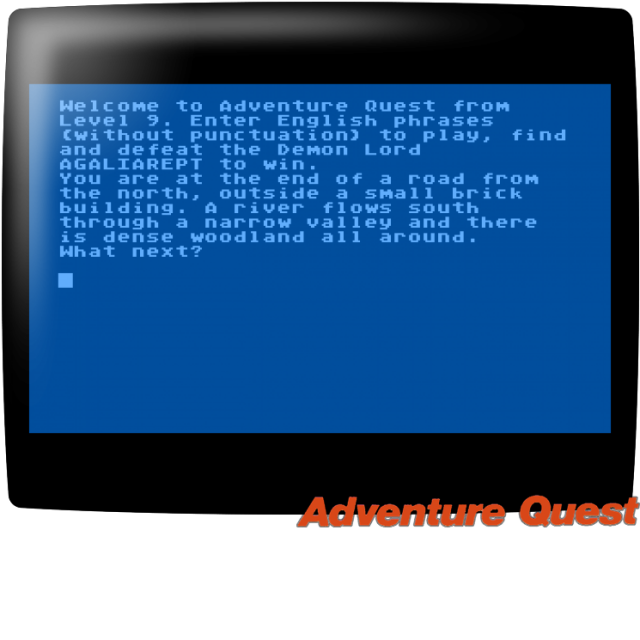 Welcome to Adventure Quest from
Level 9. Enter English phrases
(without punctuation) to play, find
and defeat the Demon Lord
AGALIAREPT to win.
You are at the end of a road from
the north, outside a small brick
building. A river flows south
through a narrow valley and there
is dense woodland all around.
What next?
Adventure Quest